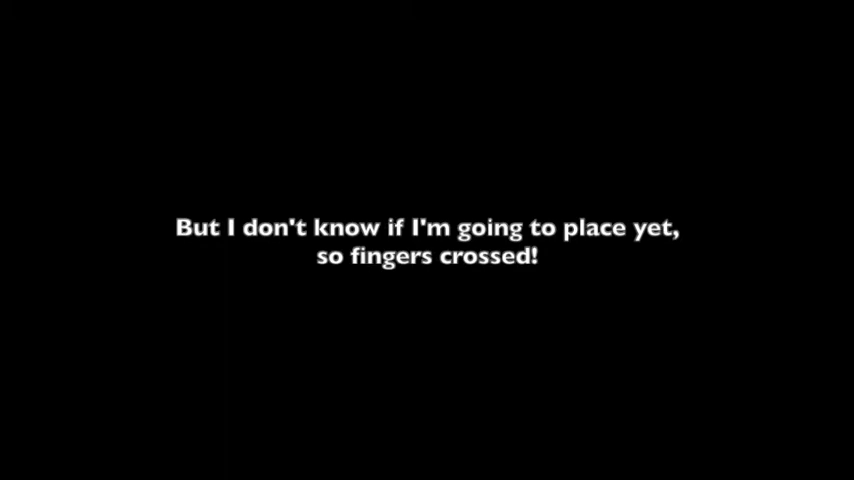 But I don't know if I'm going to place yet,
so fingers crossed!